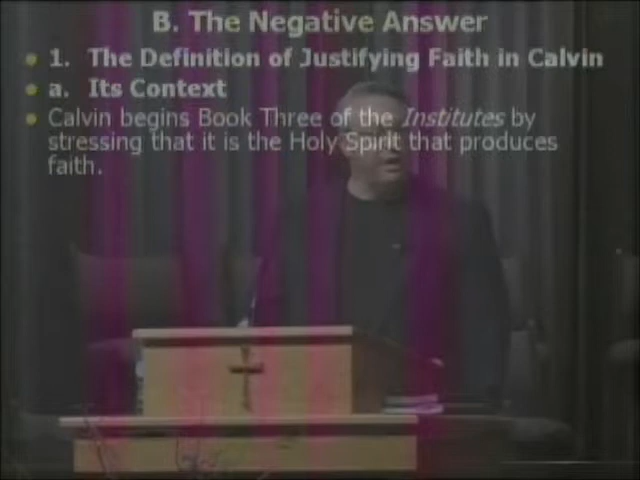 B. The Negative Answer
1. The Definition of Justifying Faith in Calvin
a. Its Context
Calvin begins Book Three of the Institutes by
stressing that it is the Holy Spirit that produces
faith.